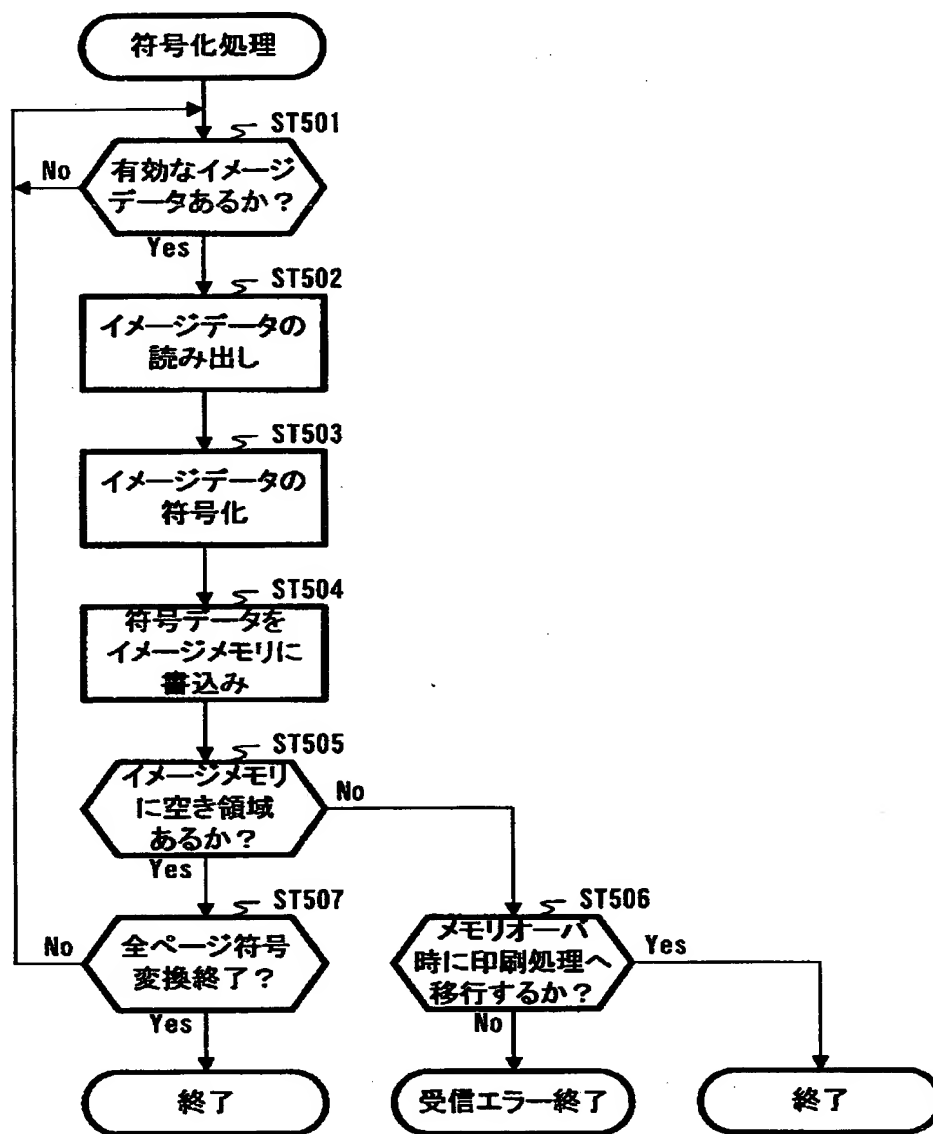 符号化処理
ST501
有効なイメージ
データあるか？
No
Yes
ST502
イメージデータの
読み出し
ST503
イメージデータの
符号化
ST504
符号データを
イメージメモリに
書込み
ST505
イメージメモリ
に空き領域
あるか？
No
Yes
ST507
全ページ符号
変換終了？
No
Yes
ST506
メモリオーバ
時に印刷処理へ
移行するか？
Yes
No
終了
受信エラー終了
終了